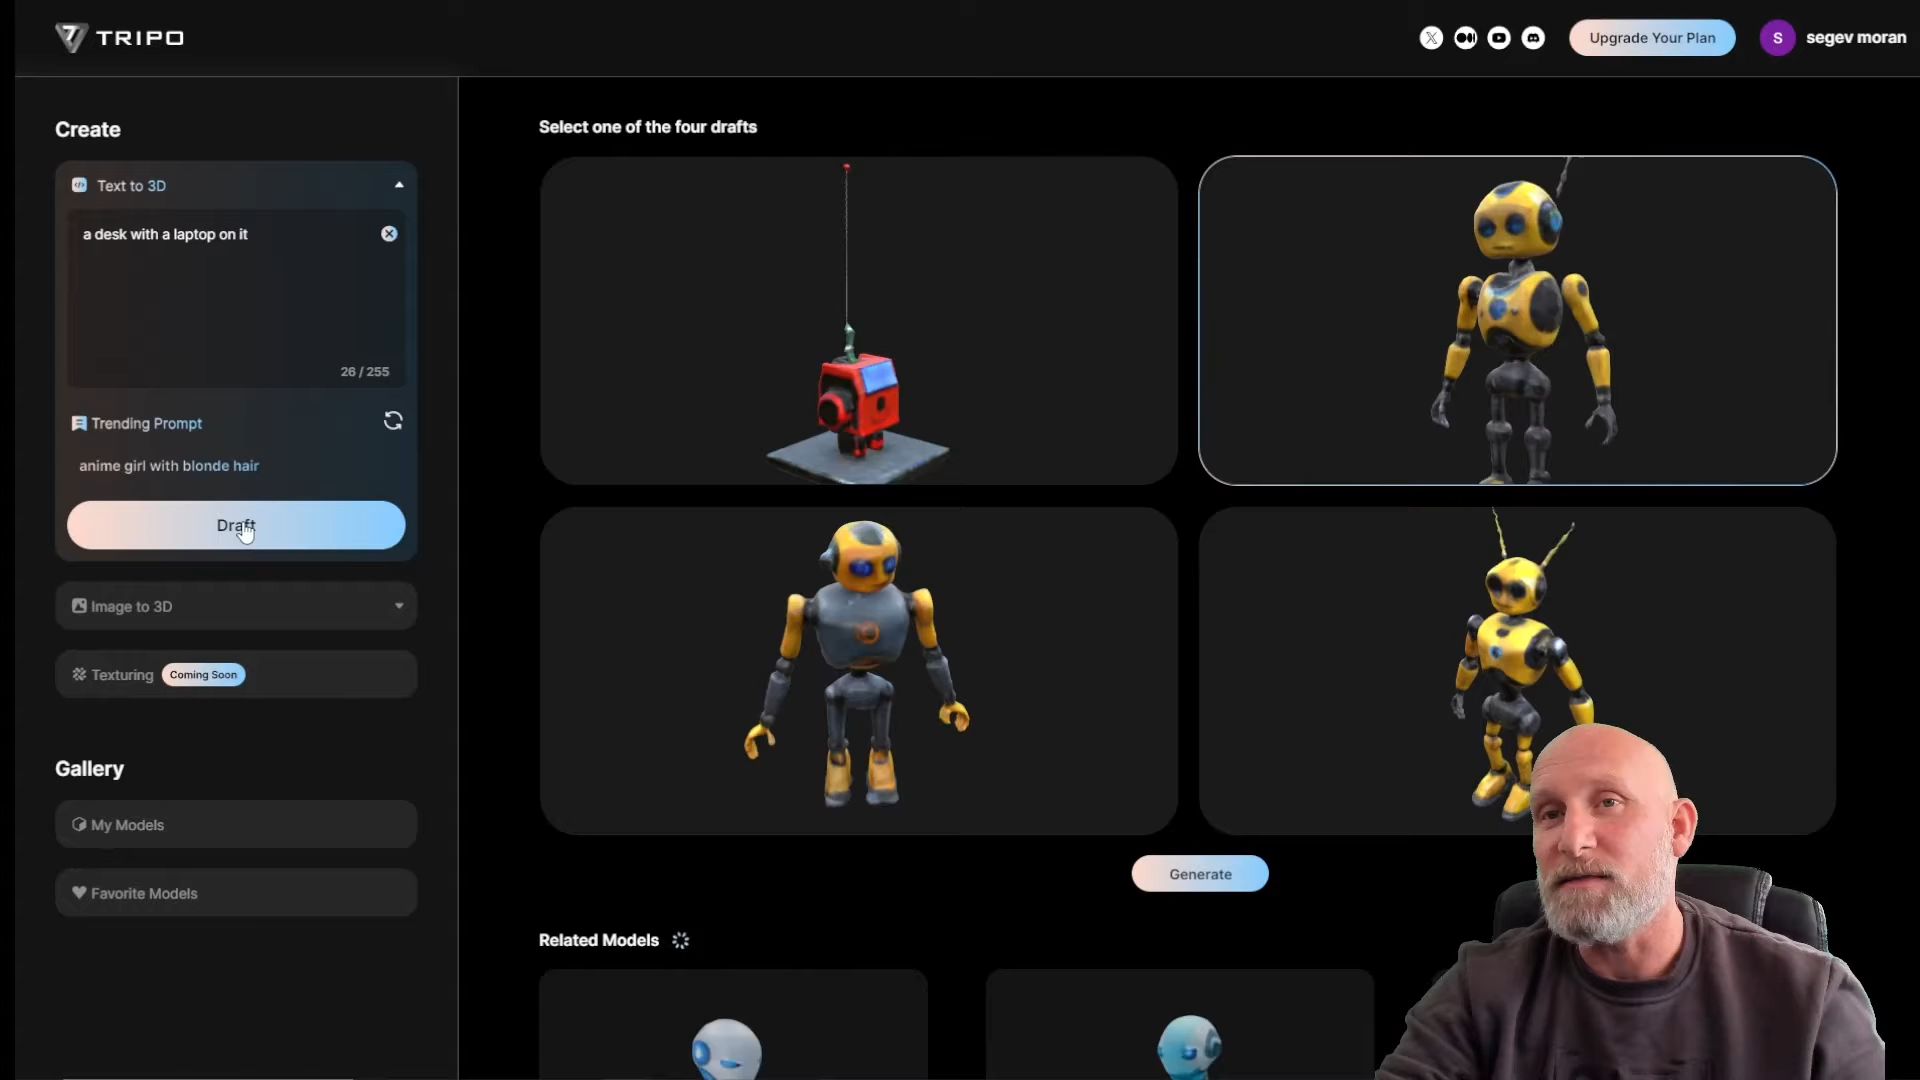 TRIPO
Upgrade Your Plan
S
segev moran
Create
Text to 3D
a desk with a laptop on it
26 / 255
Trending Prompt
anime girl with blonde hair
Draft
Image to 3D
Texturing
Coming Soon
Gallery
My Models
Favorite Models
Select one of the four drafts
Generate
Related Models